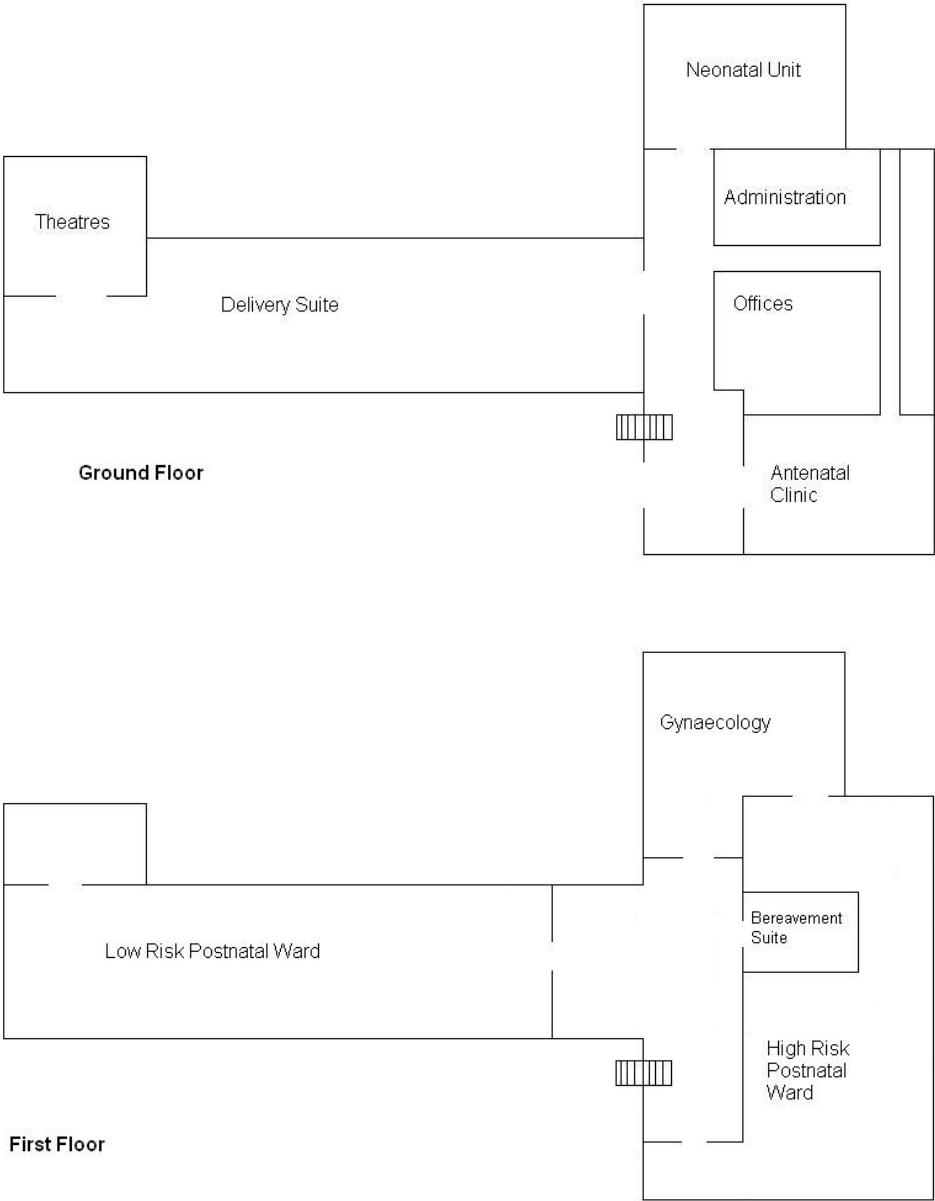 Neonatal Unit
Theatres
Administration
Delivery Suite
Offices
Ground Floor
Antenatal
Clinic
Gynaecology
Bereavement
Suite
Low Risk Postnatal Ward
High Risk
Postnatal
Ward
First Floor